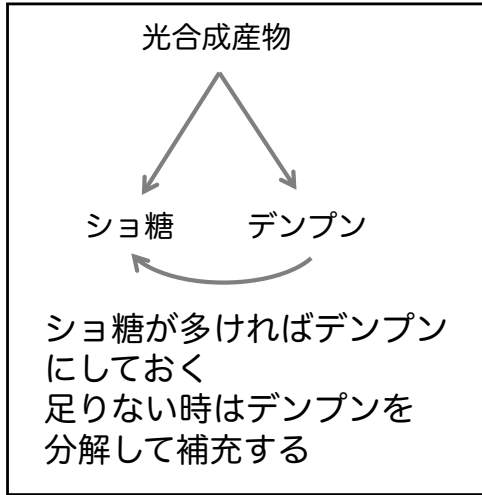 光合成産物
ショ糖 デンプン
ショ糖が多ければデンプン
にしておく
足りない時はデンプンを
分解して補充する